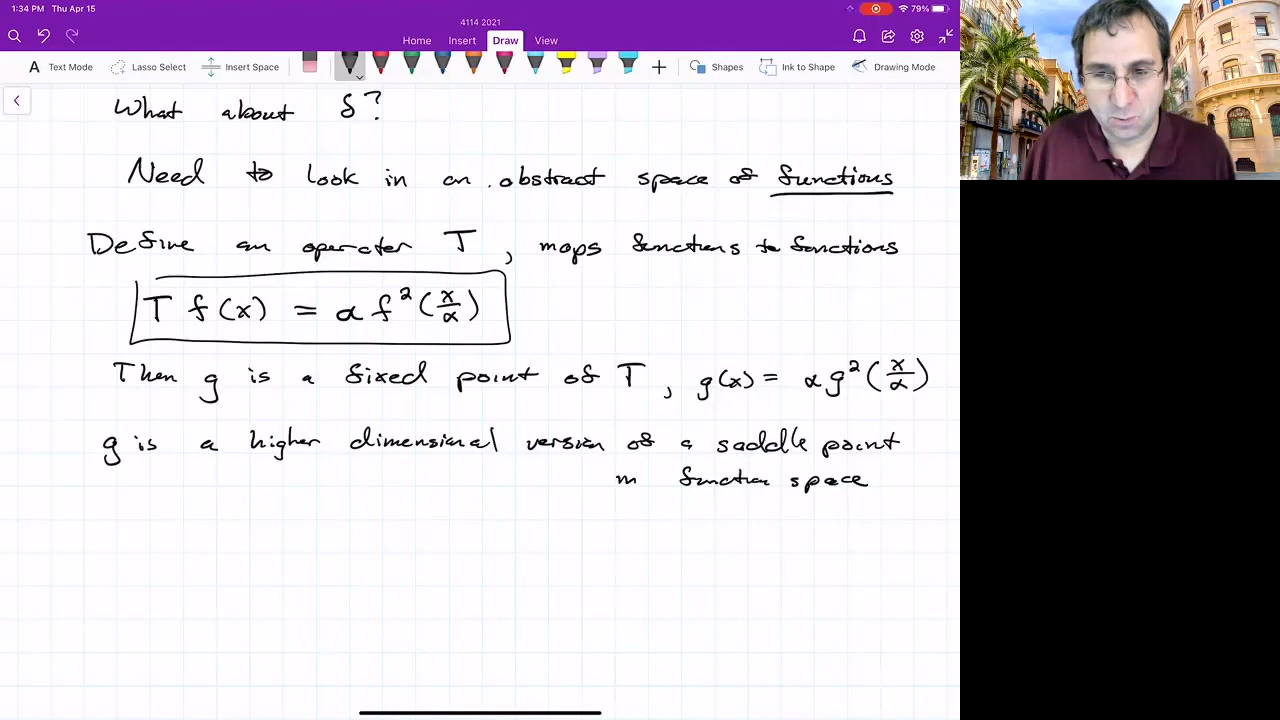 1:34 PM Thu Apr 15
79%
4114 2021
Home Insert Draw View
Text Mode Lasso Select Insert Space Shapes Ink to Shape Drawing Mode
What about δ?
Need to look in an abstract space of functions
Define an operator T, maps functions to functions
T f(x) = α f²(x/α)
Then g is a fixed point of T, g(x) = α g²(x/α)
g is a higher dimensional version of a saddle point
in function space